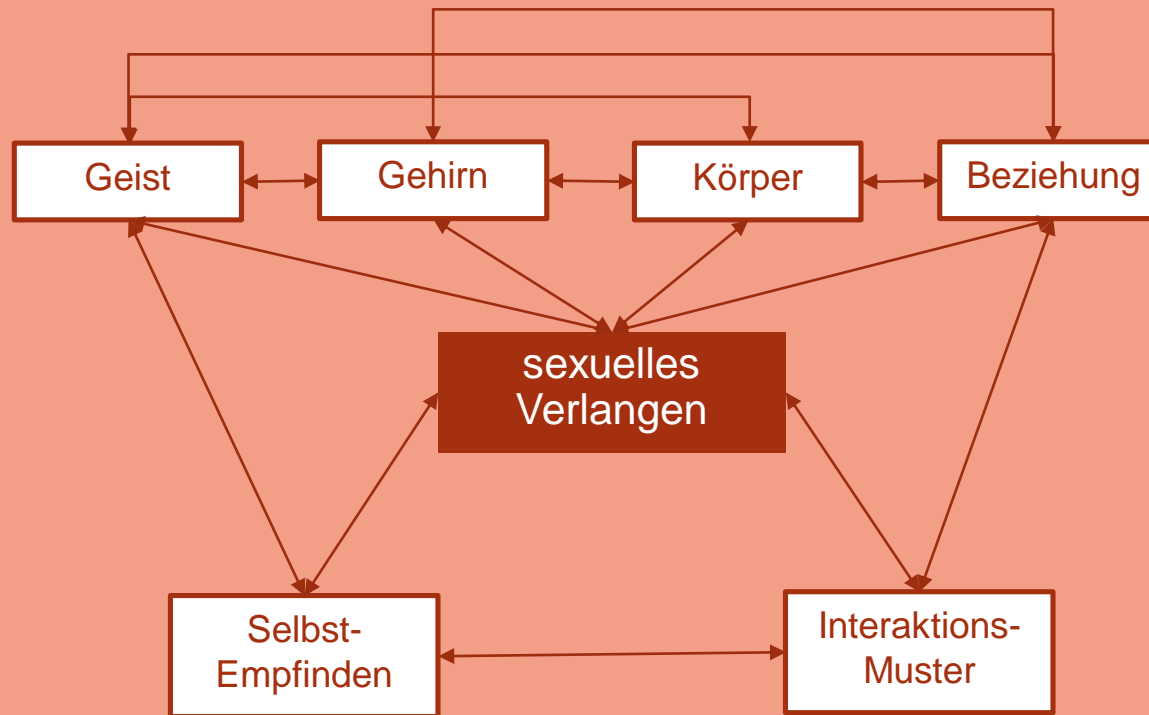 Geist
Gehirn
Körper
Beziehung
sexuelles
Verlangen
Selbst-
Empfinden
Interaktions-
Muster